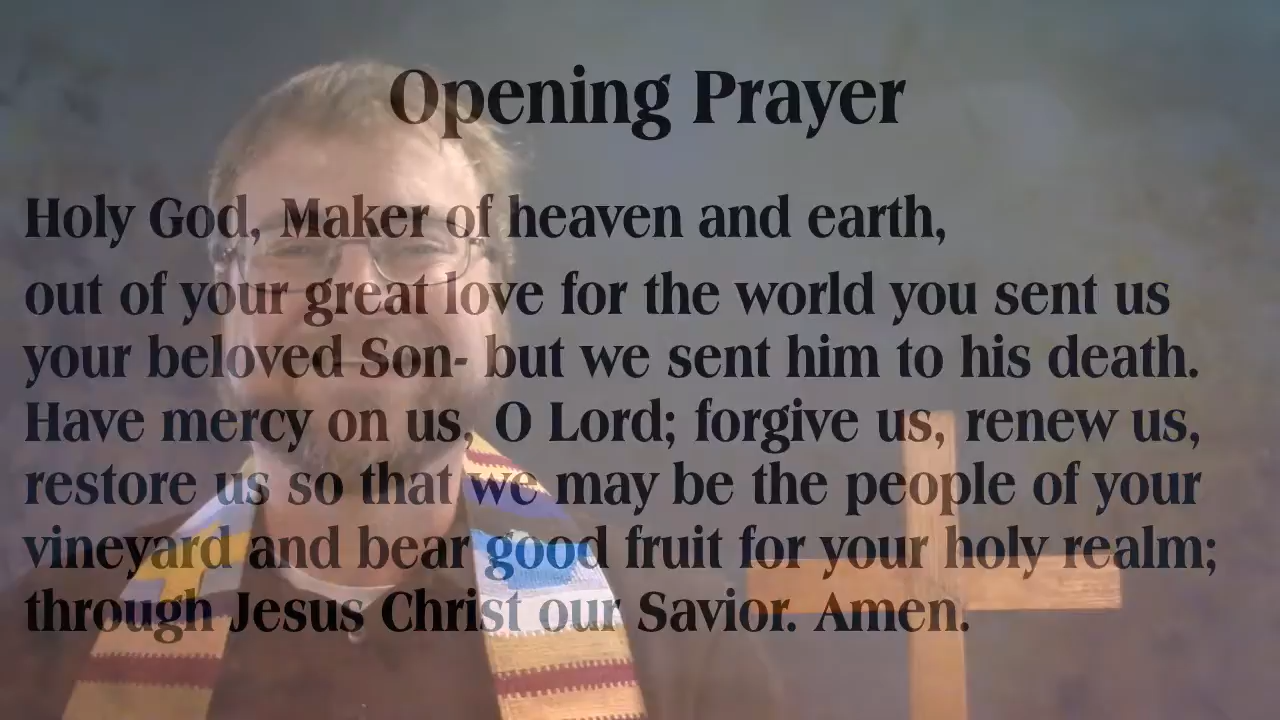 Opening Prayer
Holy God, Maker of heaven and earth,
out of your great love for the world you sent us
your beloved Son- but we sent him to his death.
Have mercy on us, O Lord; forgive us, renew us,
restore us so that we may be the people of your
vineyard and bear good fruit for your holy realm;
through Jesus Christ our Savior. Amen.